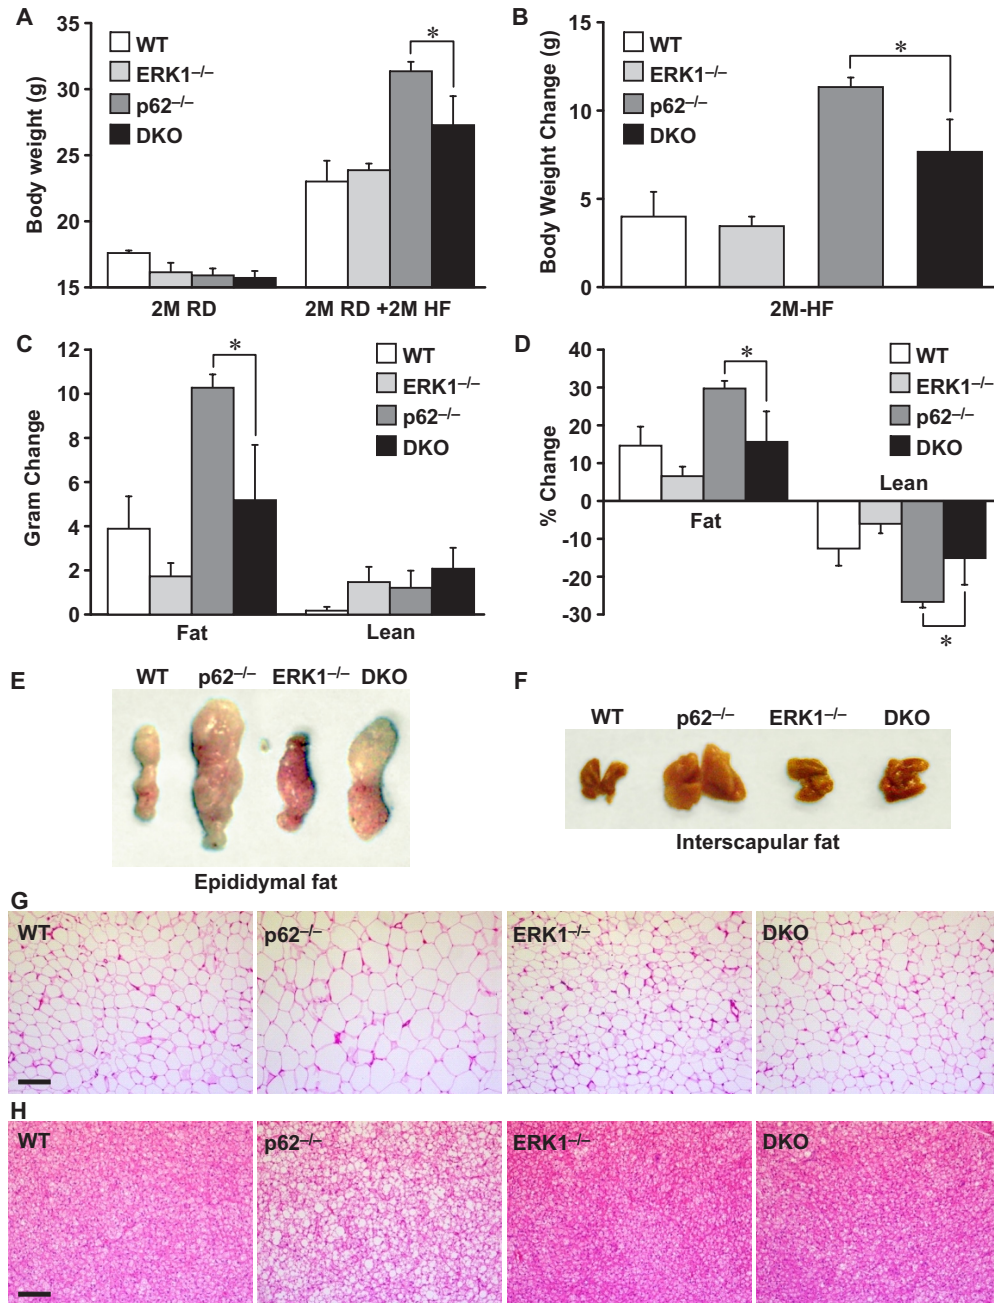 A
Body weight (g)
35
30
25
20
15
WT
ERK1–/–
p62–/–
DKO
*
2M RD
2M RD +2M HF
B
Body Weight Change (g)
15
10
5
0
WT
ERK1–/–
p62–/–
DKO
*
2M-HF
C
Gram Change
12
10
8
6
4
2
0
WT
ERK1–/–
p62–/–
DKO
*
Fat
Lean
D
% Change
40
30
20
10
0
-10
-20
-30
WT
ERK1–/–
p62–/–
DKO
*
Lean
Fat
*
E
WT p62–/– ERK1–/– DKO
Epididymal fat
F
WT p62–/– ERK1–/– DKO
Interscapular fat
G
WT p62–/– ERK1–/– DKO
H
WT p62–/– ERK1–/– DKO